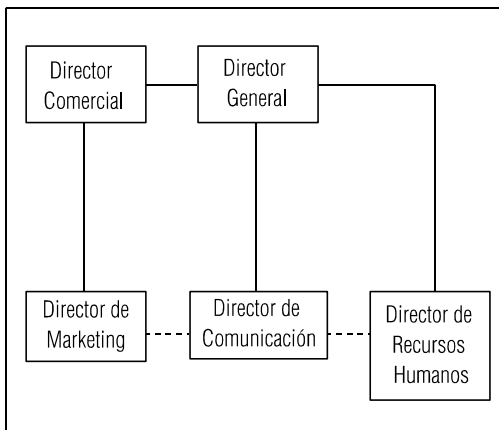 Director
Comercial
Director
General
Director de
Marketing
Director de
Comunicación
Director de
Recursos
Humanos